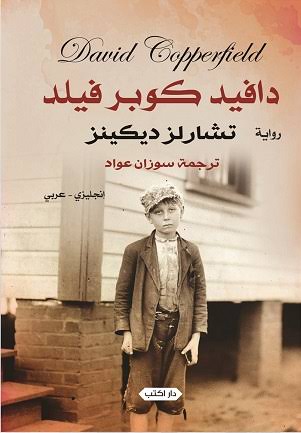 David Copperfield
دافيد كوبر فيلد
رواية تشارلز ديكينز
ترجمة سوزان عواد
إنجليزي - عربي
دار اكتب